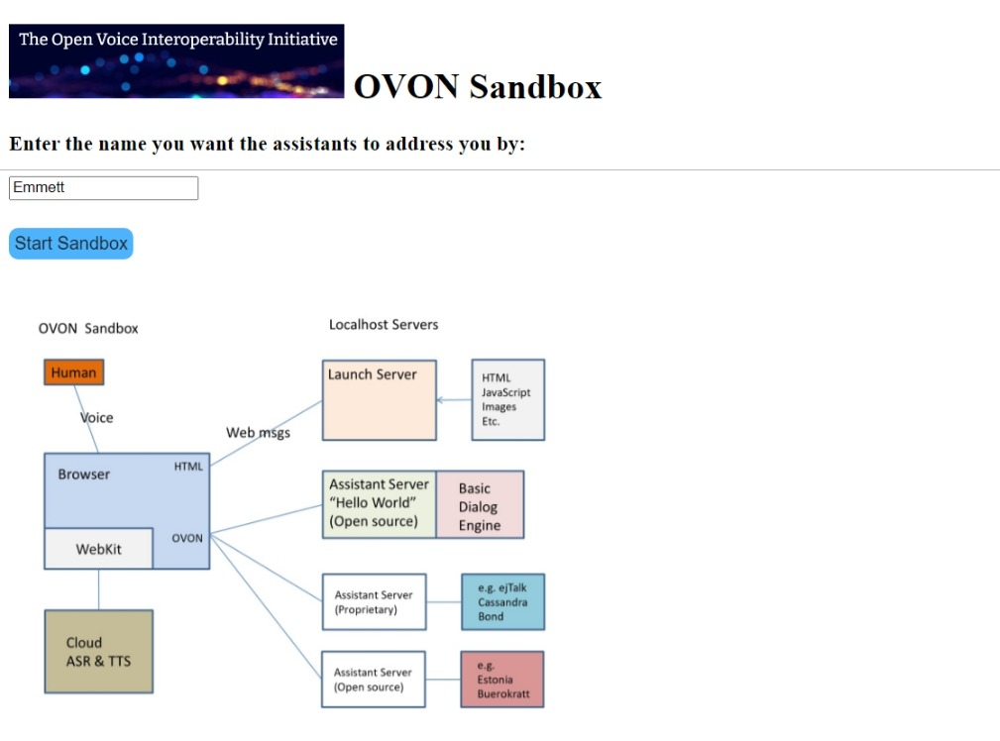 The Open Voice Interoperability Initiative
OVON Sandbox
Enter the name you want the assistants to address you by:
Emmett
Start Sandbox
OVON Sandbox
Localhost Servers
Human
Voice
Web msgs
Launch Server
HTML
JavaScript
Images
Etc.
Browser
HTML
OVON
WebKit
Assistant Server
"Hello World"
(Open source)
Basic
Dialog
Engine
Assistant Server
(Proprietary)
e.g. ejTalk
Cassandra
Bond
Cloud
ASR & TTS
Assistant Server
(Open source)
e.g.
Estonia
Buerokratt